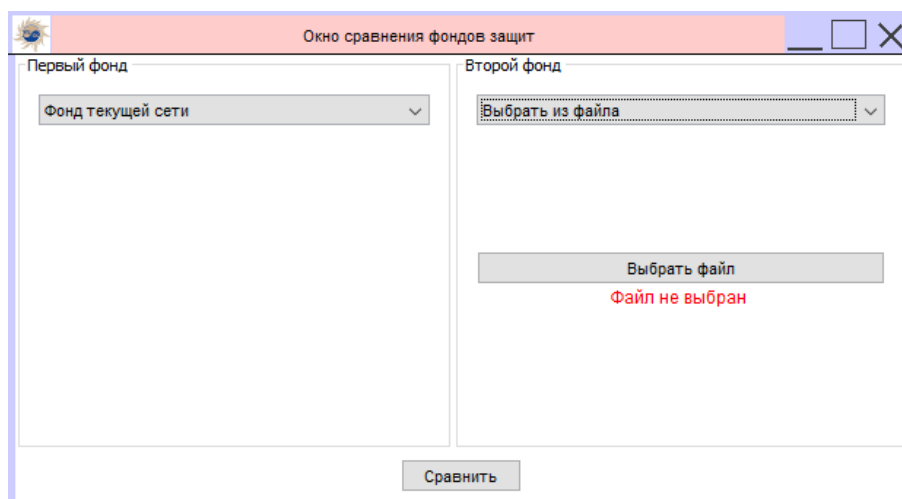 Окно сравнения фондов защит
Первый фонд
Фонд текущей сети
Второй фонд
Выбрать из файла
Выбрать файл
Файл не выбран
Сравнить